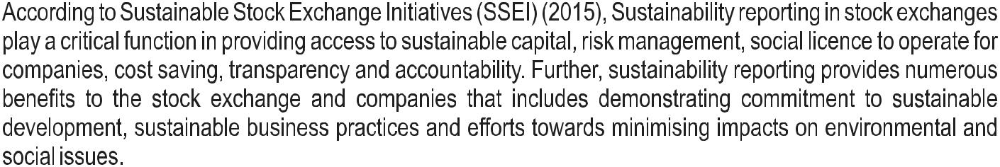 According to Sustainable Stock Exchange Initiatives (SSEI) (2015), Sustainability reporting in stock exchanges
play a critical function in providing access to sustainable capital, risk management, social licence to operate for
companies, cost saving, transparency and accountability. Further, sustainability reporting provides numerous
benefits to the stock exchange and companies that includes demonstrating commitment to sustainable
development, sustainable business practices and efforts towards minimising impacts on environmental and
social issues.